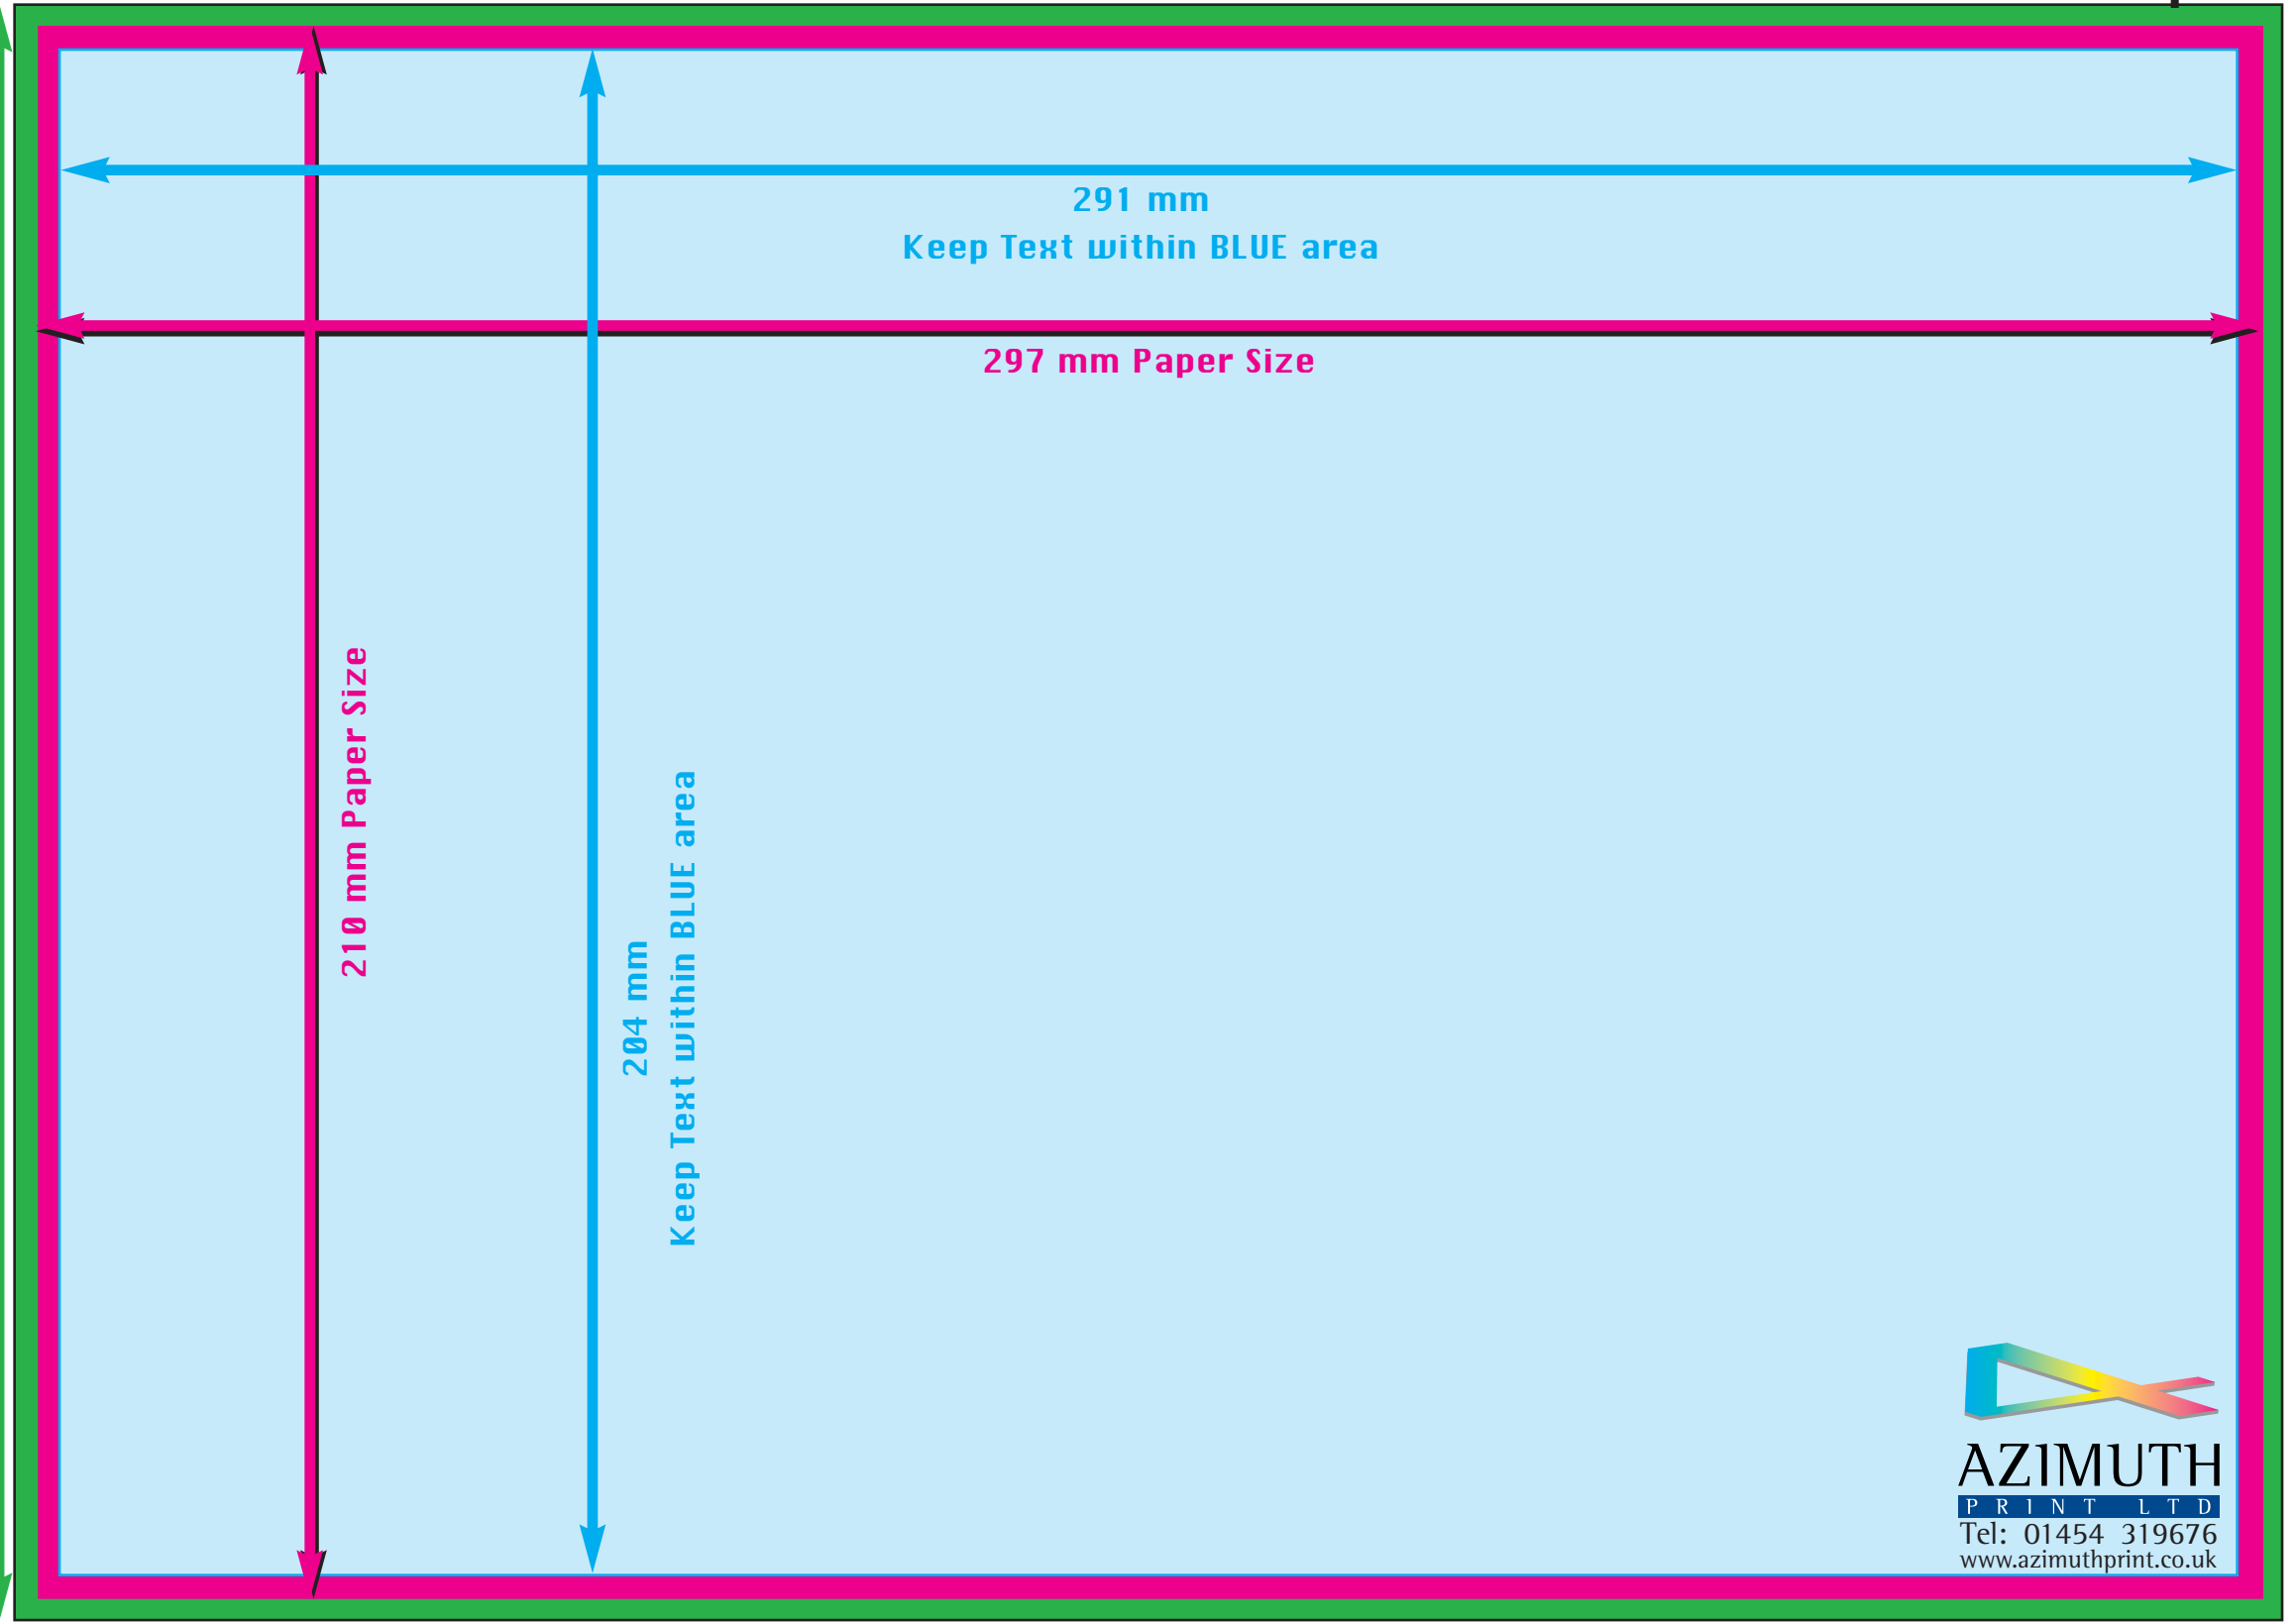 291 mm
Keep Text within BLUE area
297 mm Paper Size
210 mm Paper Size
204 mm
Keep Text within BLUE area
AZIMUTH
PRINT LTD
Tel: 01454 319676
www.azimuthprint.co.uk